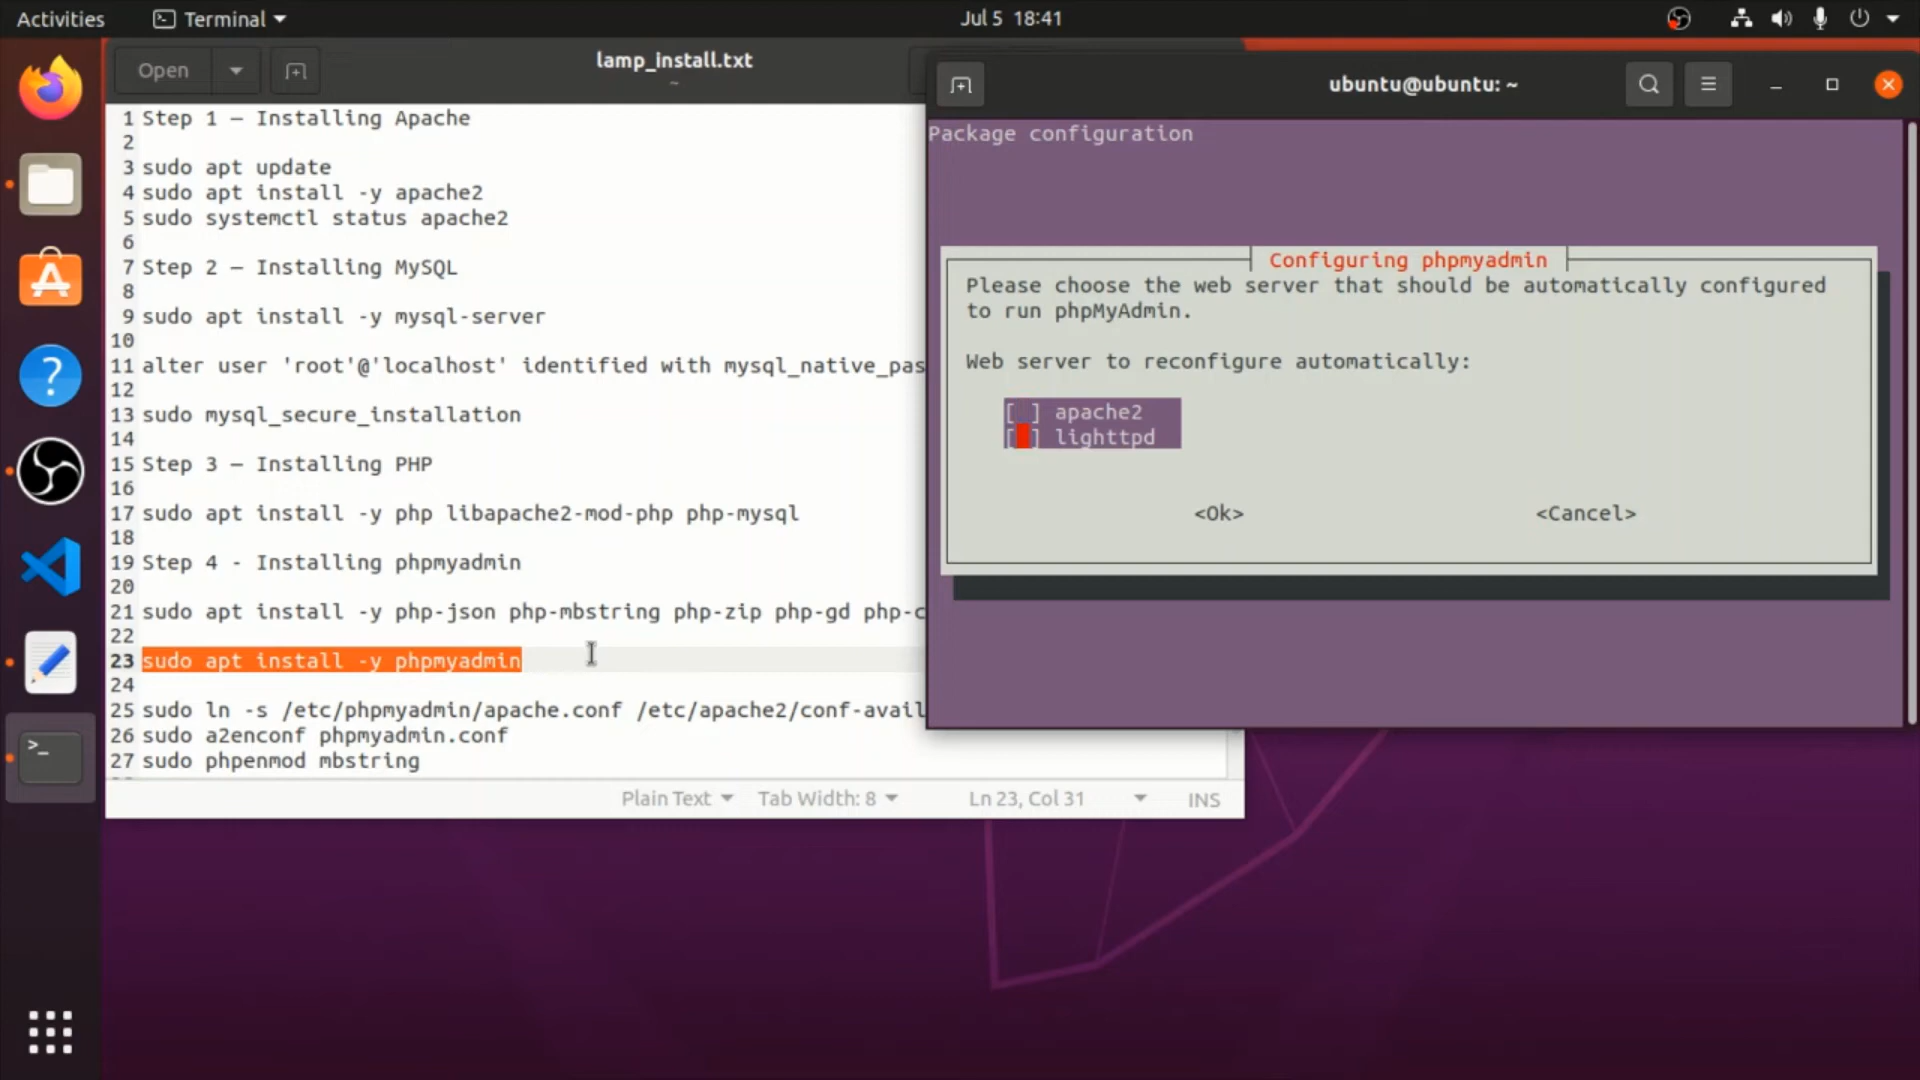 Activities
Terminal
Jul 5 18:41
Open
lamp_install.txt
~
1 Step 1 – Installing Apache
2
3 sudo apt update
4 sudo apt install -y apache2
5 sudo systemctl status apache2
6
7 Step 2 – Installing MySQL
8
9 sudo apt install -y mysql-server
10
11 alter user 'root'@'localhost' identified with mysql_native_pas
12
13 sudo mysql_secure_installation
14
15 Step 3 – Installing PHP
16
17 sudo apt install -y php libapache2-mod-php php-mysql
18
19 Step 4 - Installing phpmyadmin
20
21 sudo apt install -y php-json php-mbstring php-zip php-gd php-c
22
23 sudo apt install -y phpmyadmin
24
25 sudo ln -s /etc/phpmyadmin/apache.conf /etc/apache2/conf-avail
26 sudo a2enconf phpmyadmin.conf
27 sudo phpenmod mbstring
Plain Text
Tab Width: 8
Ln 23, Col 31
INS
ubuntu@ubuntu: ~
Package configuration
Configuring phpmyadmin
Please choose the web server that should be automatically configured
to run phpMyAdmin.
Web server to reconfigure automatically:
[ ] apache2
[ ] lighttpd
<Ok>
<Cancel>